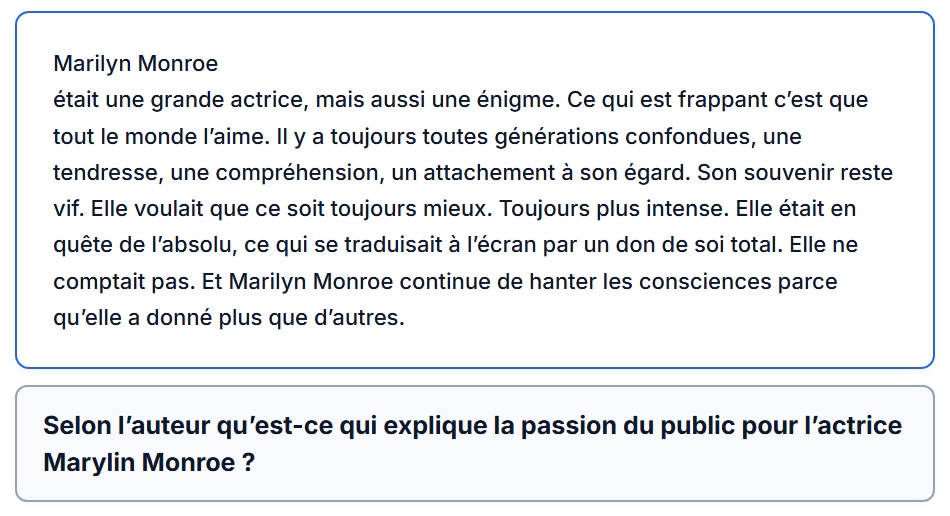 Marilyn Monroe
était une grande actrice, mais aussi une énigme. Ce qui est frappant c’est que
tout le monde l’aime. Il y a toujours toutes générations confondues, une
tendresse, une compréhension, un attachement à son égard. Son souvenir reste
vif. Elle voulait que ce soit toujours mieux. Toujours plus intense. Elle était en
quête de l’absolu, ce qui se traduisait à l’écran par un don de soi total. Elle ne
comptait pas. Et Marilyn Monroe continue de hanter les consciences parce
qu’elle a donné plus que d’autres.
Selon l’auteur qu’est-ce qui explique la passion du public pour l’actrice
Marylin Monroe ?